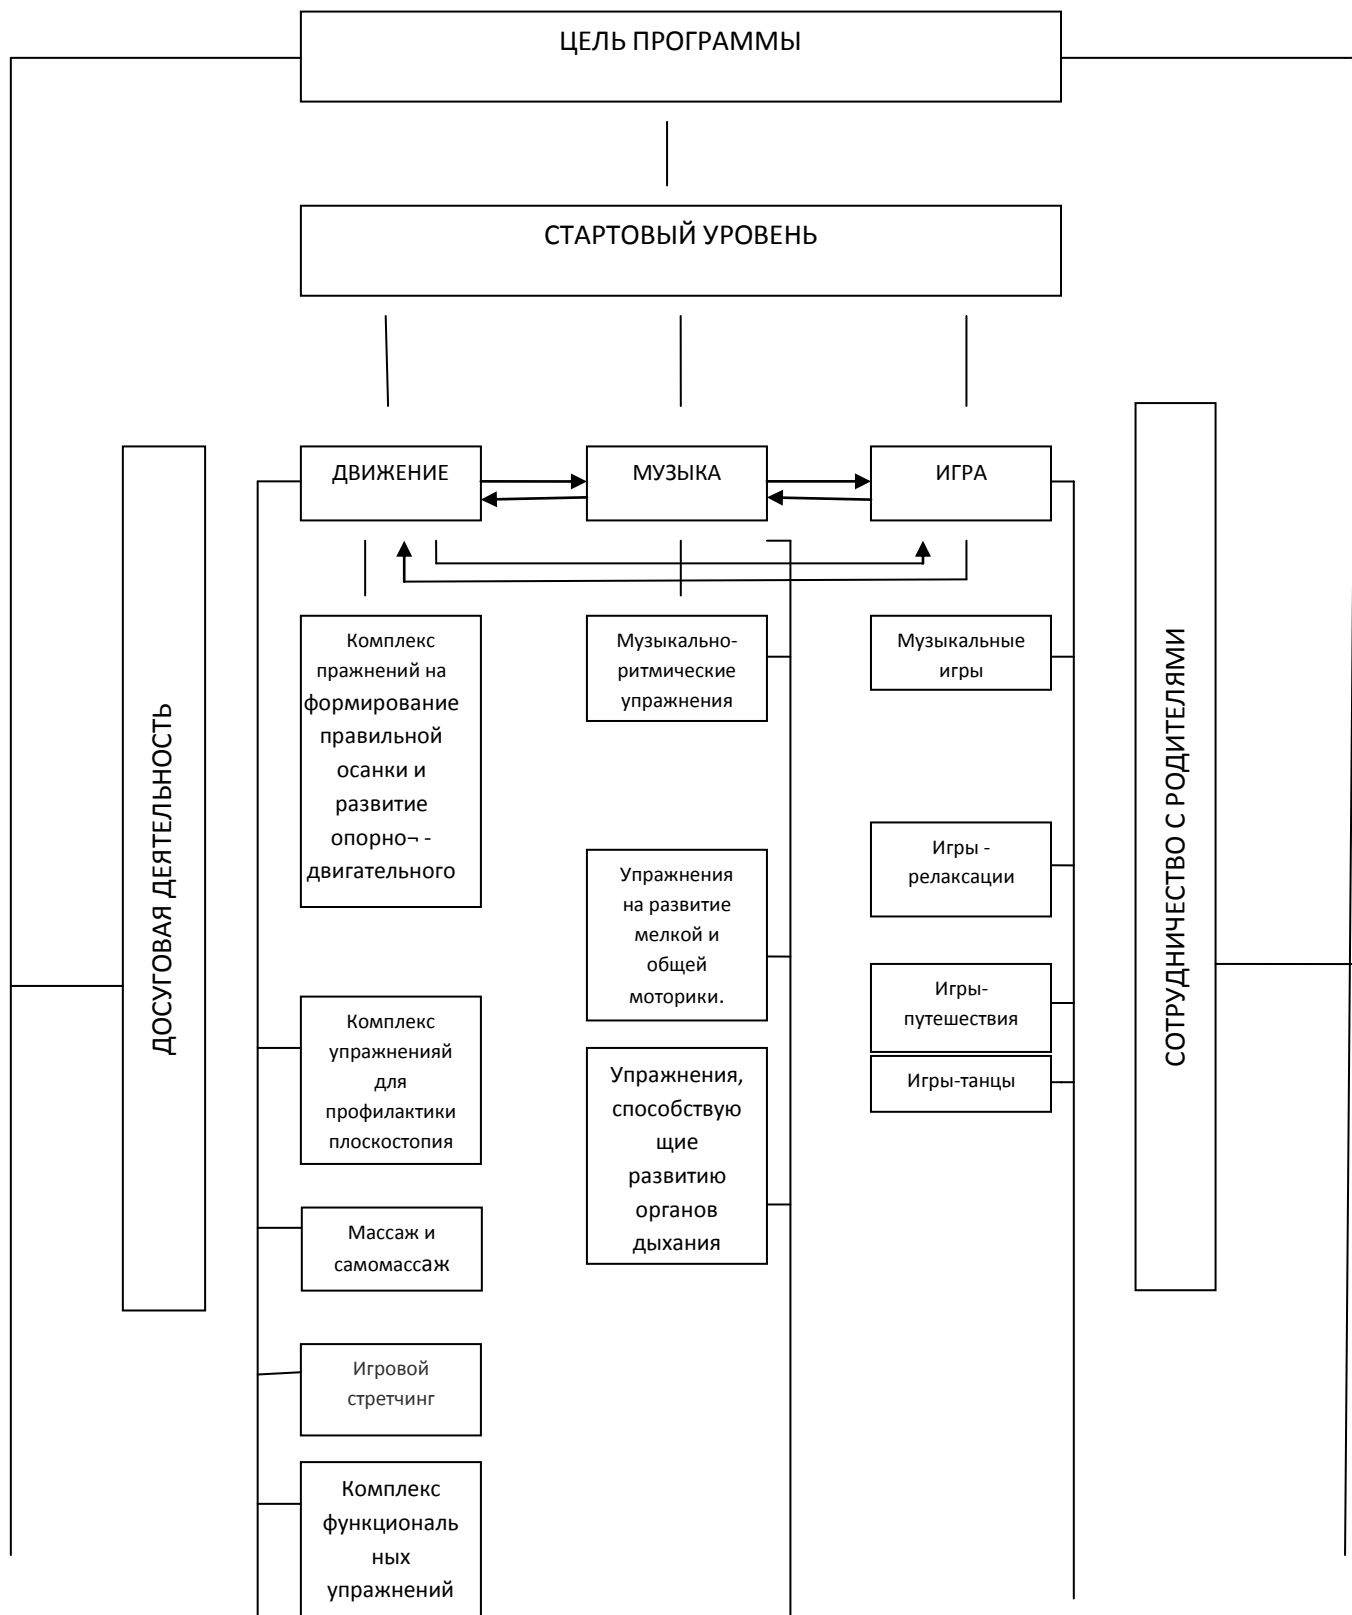 ЦЕЛЬ ПРОГРАММЫ
СТАРТОВЫЙ УРОВЕНЬ
ДОСУГОВАЯ ДЕЯТЕЛЬНОСТЬ
ДВИЖЕНИЕ
Комплекс
пражнений на
формирование
правильной
осанки и
развитие
опорно¬ -
двигательного
Комплекс
упражненияй
для
профилактики
плоскостопия
Массаж и
самомассаж
Игровой
стретчинг
Комплекс
функциональ
ных
упражнений
МУЗЫКА
Музыкально-
ритмические
упражнения
Упражнения
на развитие
мелкой и
общей
моторики.
Упражнения,
способствую
щие
развитию
органов
дыхания
ИГРА
Музыкальные
игры
Игры -
релаксации
Игры-
путешествия
Игры-танцы
СОТРУДНИЧЕСТВО С РОДИТЕЛЯМИ